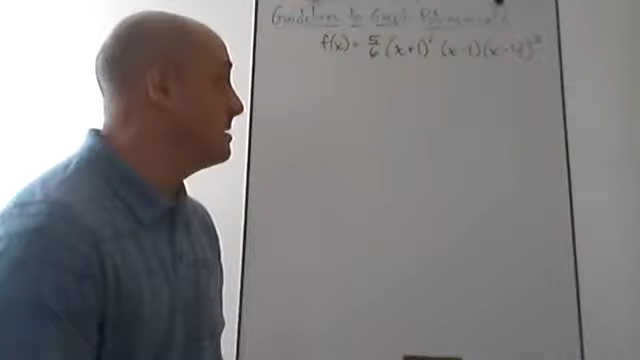 Guidelines to Graph Polynomials
f(x) = 5/6 (x+1)² (x-1)(x-4)³